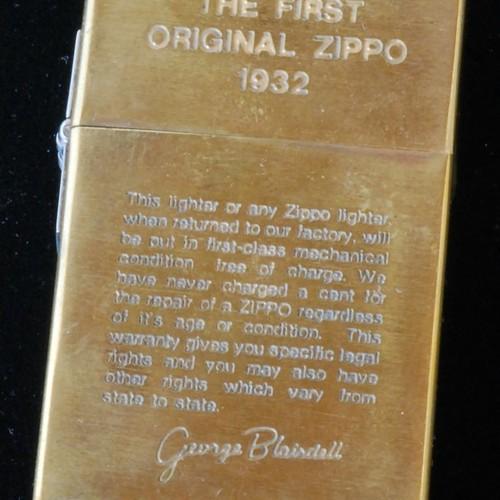 THE FIRST
ORIGINAL ZIPPO
1932
This lighter or any Zippo lighter,
when returned to our factory, will
be put in first-class mechanical
condition free of charge. We
have never charged a cent for
the repair of a ZIPPO regardless
of it's age or condition. This
warranty gives you specific legal
rights and you may also have
other rights which vary from
state to state.
George Blaisdell